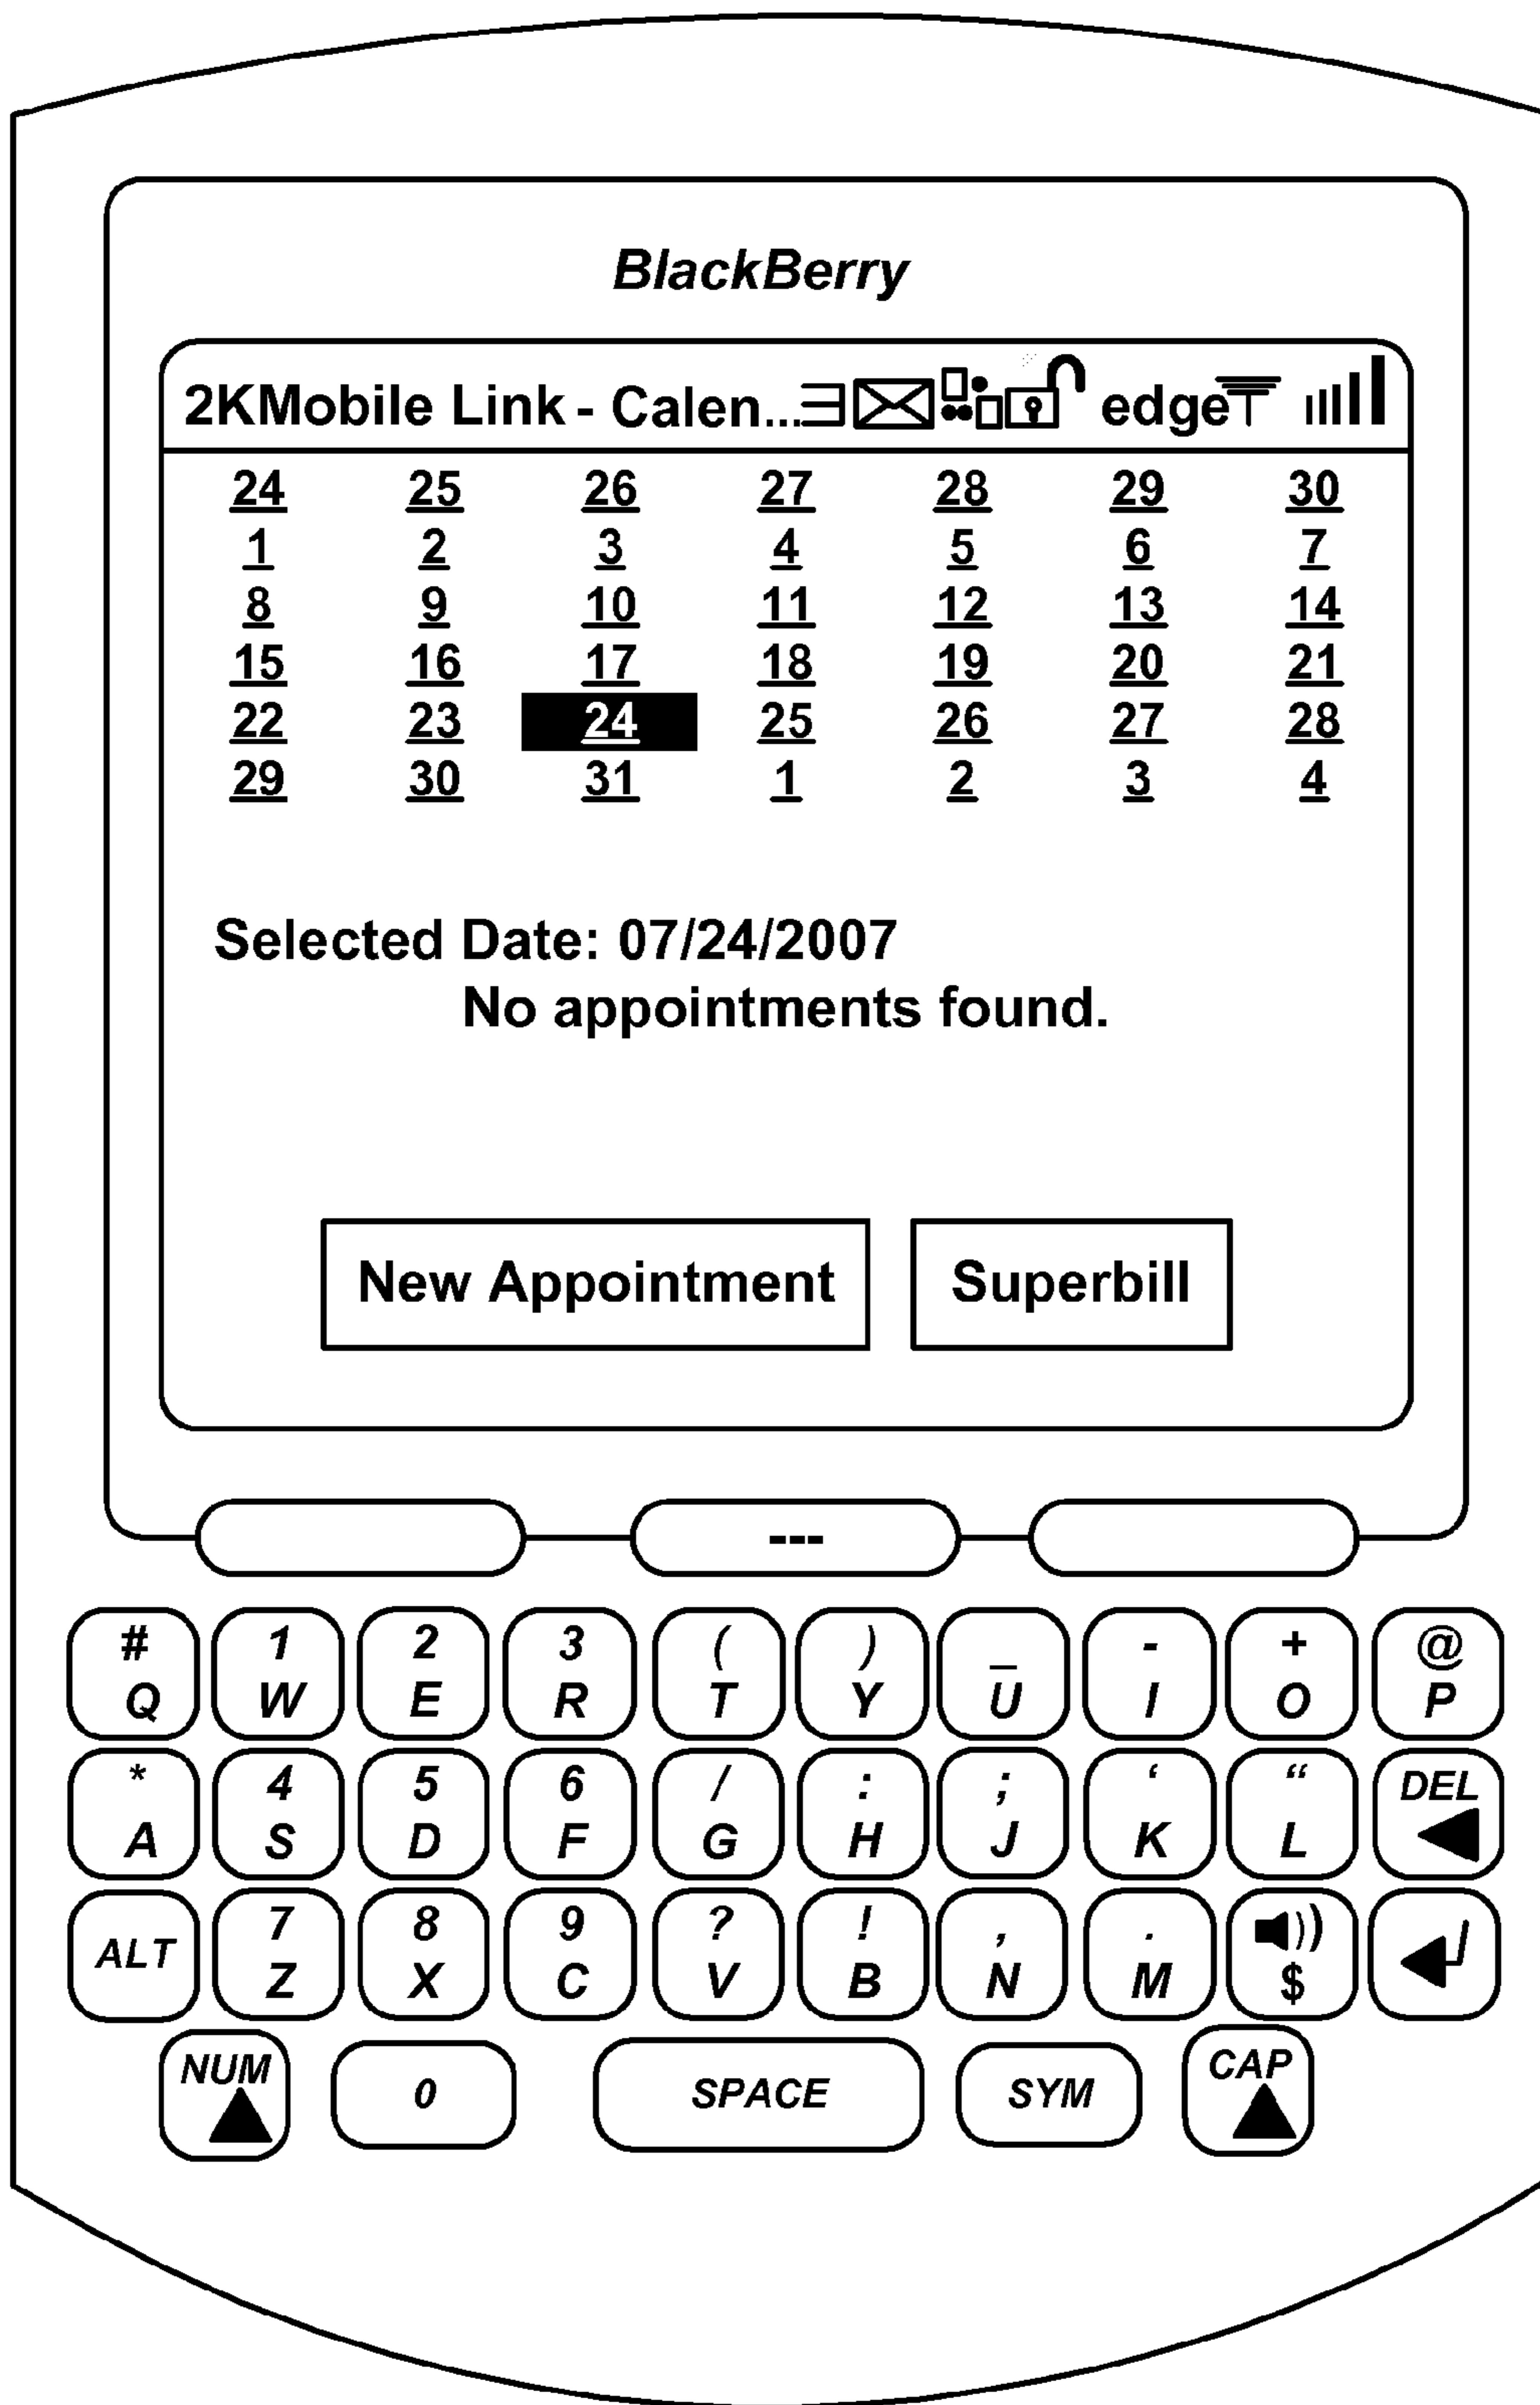 BlackBerry
2KMobile Link - Calen... edge
24 25 26 27 28 29 30
1 2 3 4 5 6 7
8 9 10 11 12 13 14
15 16 17 18 19 20 21
22 23 24 25 26 27 28
29 30 31 1 2 3 4
Selected Date: 07/24/2007
No appointments found.
New Appointment Superbill
---
# 1 2 3 ( ) _ - + @
Q W E R T Y U I O P
* 4 5 6 / : ; ‘ “ DEL
A S D F G H J K L
ALT 7 8 9 ? ! , .
Z X C V B N M $
NUM 0 SPACE SYM CAP